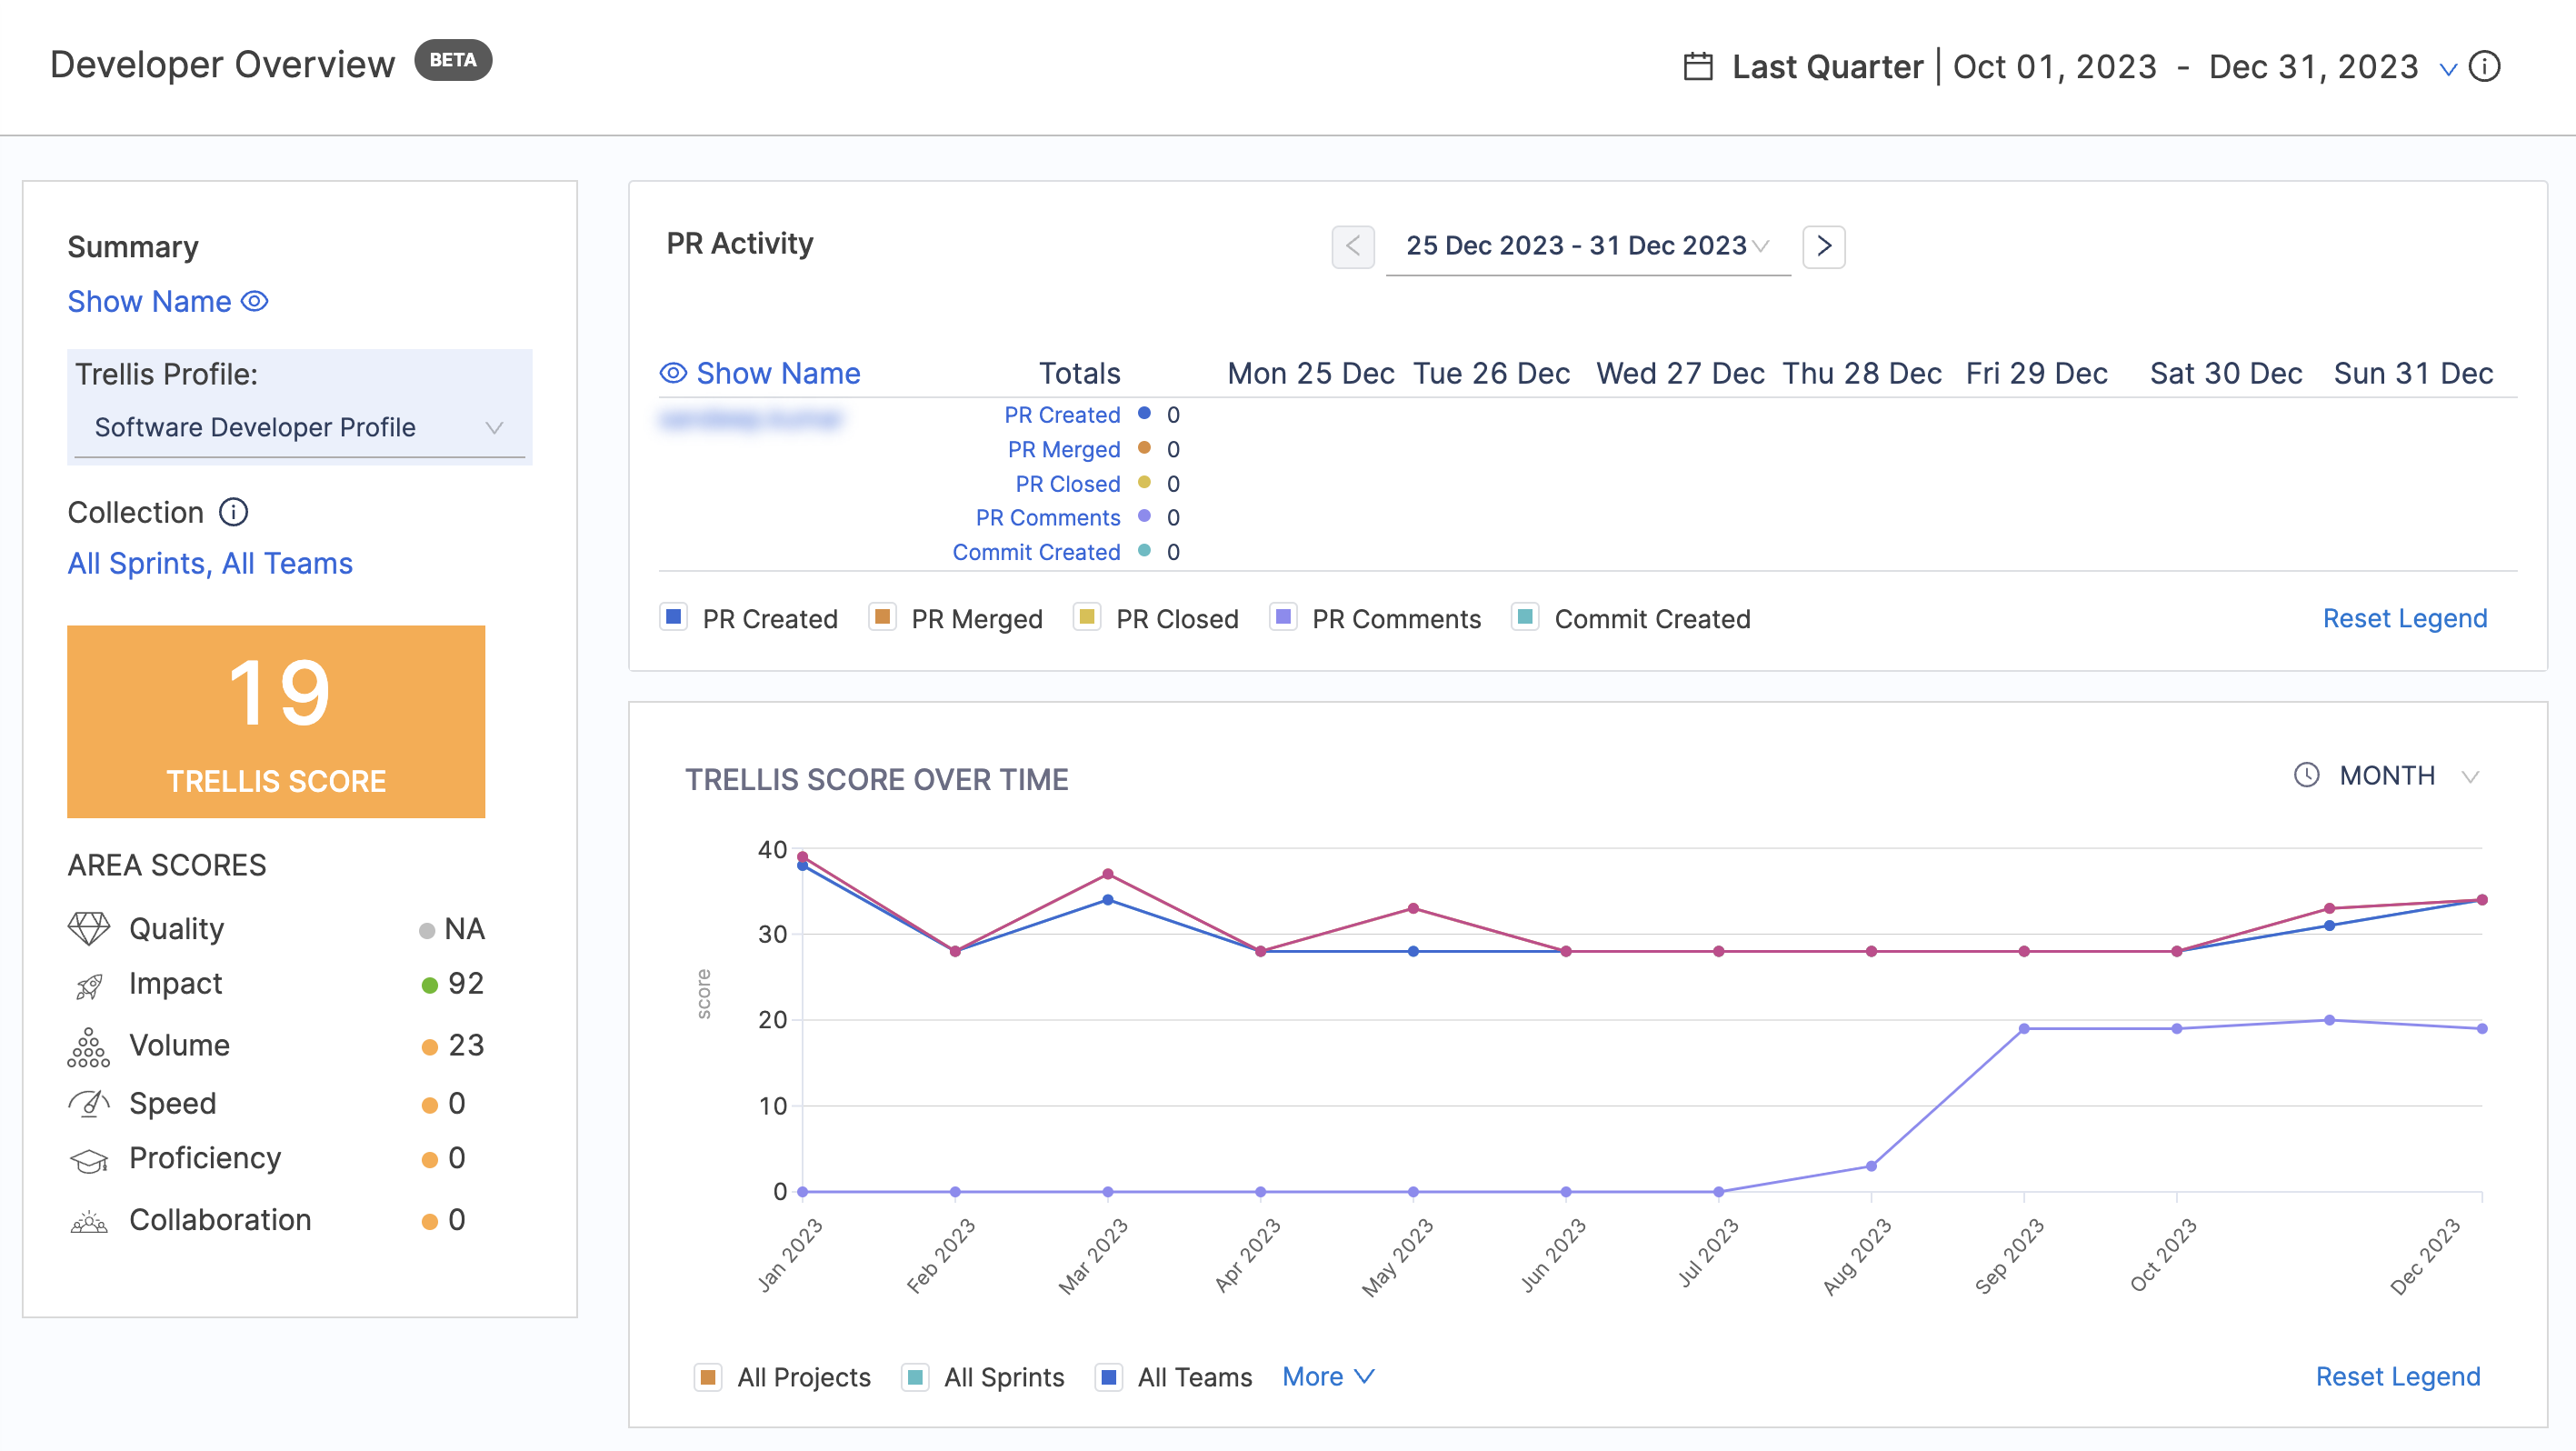 Developer Overview BETA
Last Quarter | Oct 01, 2023 - Dec 31, 2023
Summary
Show Name
Trellis Profile:
Software Developer Profile
Collection
All Sprints, All Teams
19
TRELLIS SCORE
AREA SCORES
Quality NA
Impact 92
Volume 23
Speed 0
Proficiency 0
Collaboration 0
PR Activity
25 Dec 2023 - 31 Dec 2023
Show Name Totals Mon 25 Dec Tue 26 Dec Wed 27 Dec Thu 28 Dec Fri 29 Dec Sat 30 Dec Sun 31 Dec
PR Created 0
PR Merged 0
PR Closed 0
PR Comments 0
Commit Created 0
PR Created PR Merged PR Closed PR Comments Commit Created Reset Legend
TRELLIS SCORE OVER TIME
MONTH
40
30
20
10
0
score
Jan 2023 Feb 2023 Mar 2023 Apr 2023 May 2023 Jun 2023 Jul 2023 Aug 2023 Sep 2023 Oct 2023 Dec 2023
All Projects All Sprints All Teams More Reset Legend